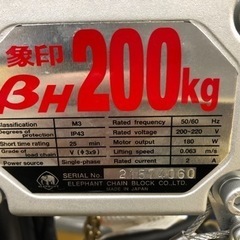 象印
βH200kg
Classification M3 Rated frequency 50/60 Hz
Degrees of protection IP43 Rated voltage 200-220 V
Short time rating 25 min Motor output 180 W
Grade of load chain V (φ3x9) Lifting speed 0.063 m/s
Power source Single-phase Rated current 2 A
SERIAL No.
ELEPHANT CHAIN BLOCK CO.,LTD.
MADE IN JAPAN